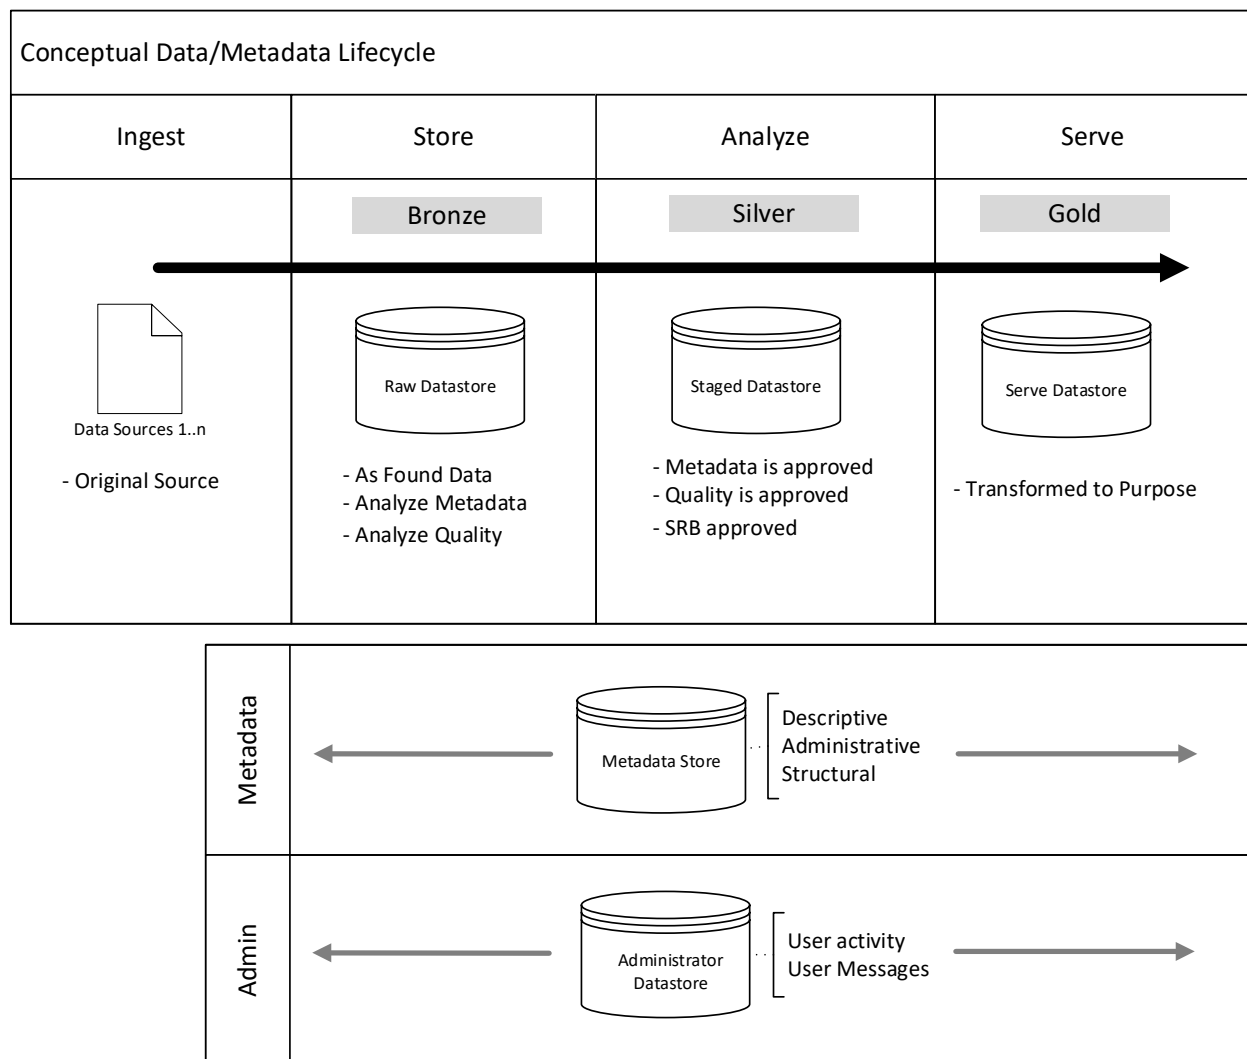 Conceptual Data/Metadata Lifecycle
Ingest
Store
Analyze
Serve
Bronze
Silver
Gold
Data Sources 1..n
- Original Source
Raw Datastore
- As Found Data
- Analyze Metadata
- Analyze Quality
Staged Datastore
- Metadata is approved
- Quality is approved
- SRB approved
Serve Datastore
- Transformed to Purpose
Metadata
Metadata Store
Descriptive
Administrative
Structural
Admin
Administrator
Datastore
User activity
User Messages